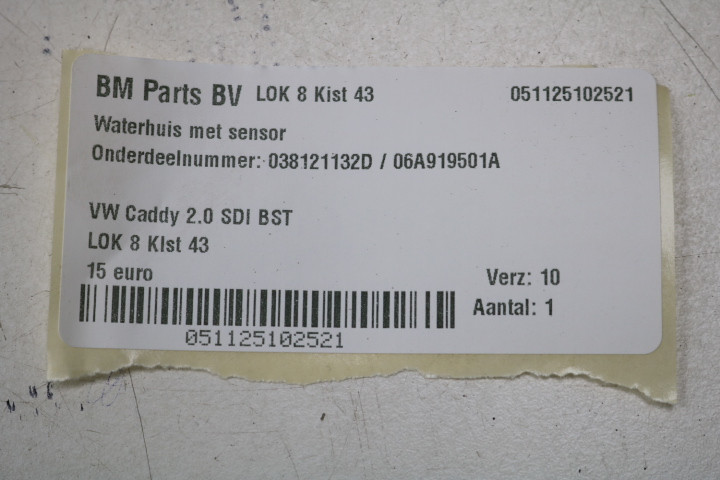 BM Parts BV LOK 8 Kist 43 051125102521
Waterhuis met sensor
Onderdeelnummer: 038121132D / 06A919501A
VW Caddy 2.0 SDI BST
LOK 8 Kist 43
15 euro Verz: 10
Aantal: 1
051125102521